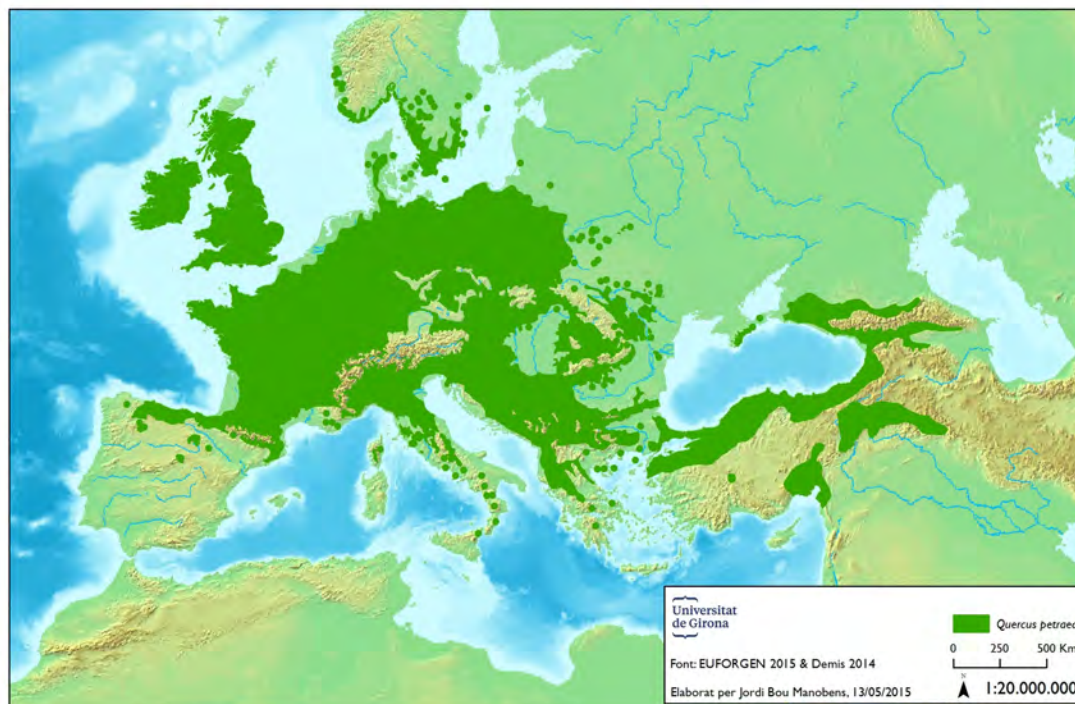 Universitat
de Girona
Quercus petraea
0 250 500 Km
Font: EUFORGEN 2015 & Demis 2014
N
Elaborat per Jordi Bou Manobens, 13/05/2015
1:20.000.000